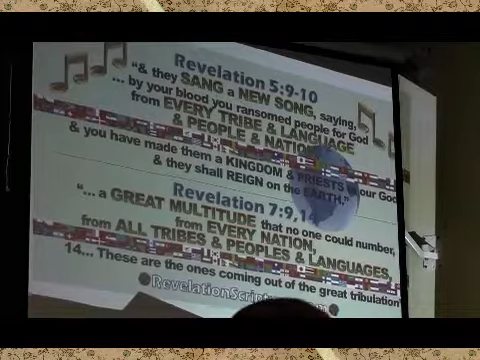 Revelation 5:9-10
"& they SANG a NEW SONG, saying,
... by your blood you ransomed people for God
from EVERY TRIBE & LANGUAGE
& PEOPLE & NATION
& you have made them a KINGDOM & PRIESTS our God
& they shall REIGN on the EARTH."
Revelation 7:9,14
"... a GREAT MULTITUDE that no one could number,
from EVERY NATION,
from ALL TRIBES & PEOPLES & LANGUAGES,
14... These are the ones coming out of the great tribulation